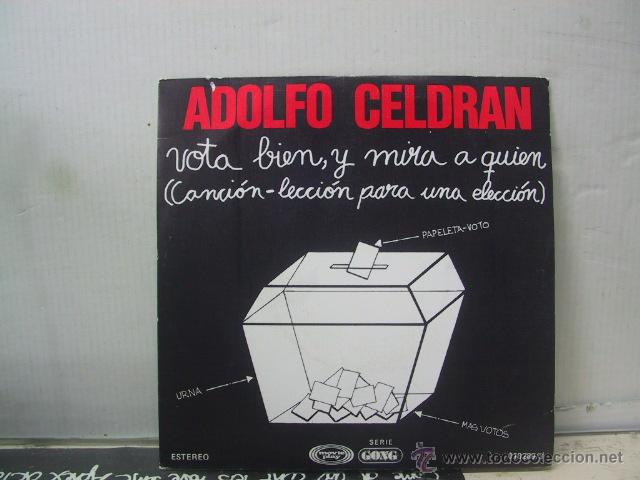 ADOLFO CELDRAN
vota bien, y mira a quien
(Canción-lección para una elección)
PAPELETA-VOTO
URNA
MAS VOTOS
ESTEREO
movieplay
SERIE
GONG
todocoleccion.net